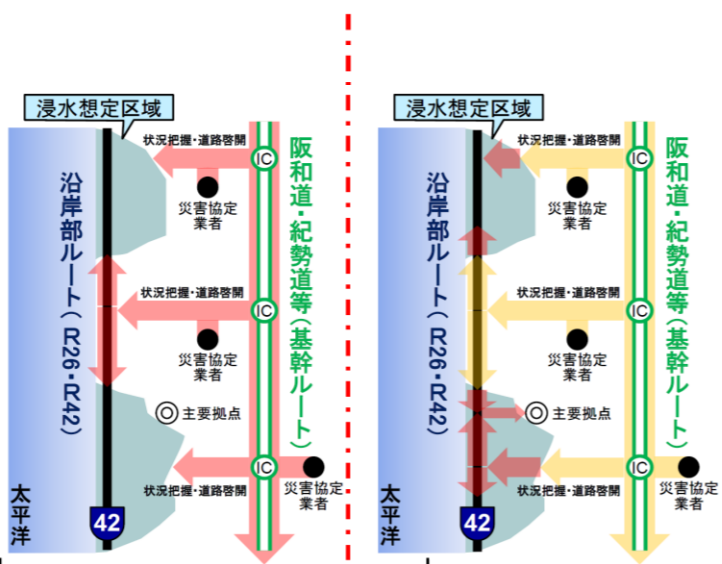 浸水想定区域
状況把握・道路啓開
IC
災害協定
業者
阪和道・紀勢道等(基幹ルート)
沿岸部ルート(R26・R42)
状況把握・道路啓開
IC
災害協定
業者
主要拠点
IC
状況把握・道路啓開
災害協定
業者
太平洋
42
浸水想定区域
状況把握・道路啓開
IC
災害協定
業者
阪和道・紀勢道等(基幹ルート)
沿岸部ルート(R26・R42)
状況把握・道路啓開
IC
災害協定
業者
主要拠点
IC
状況把握・道路啓開
災害協定
業者
太平洋
42